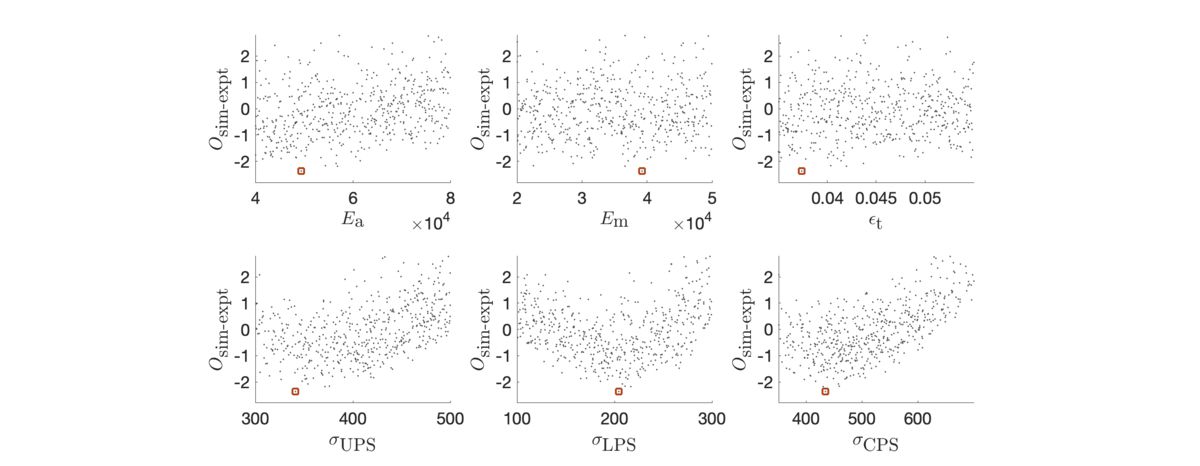 2 2 2
1 1 1
0 0 0
-1 -1 -1
-2 -2 -2
O_sim-expt O_sim-expt O_sim-expt
4 6 8 2 3 4 5 0.04 0.045 0.05
E_a ×10^4 E_m ×10^4 ϵ_t
2 2 2
1 1 1
0 0 0
-1 -1 -1
-2 -2 -2
O_sim-expt O_sim-expt O_sim-expt
300 400 500 100 200 300 400 500 600
σ_UPS σ_LPS σ_CPS